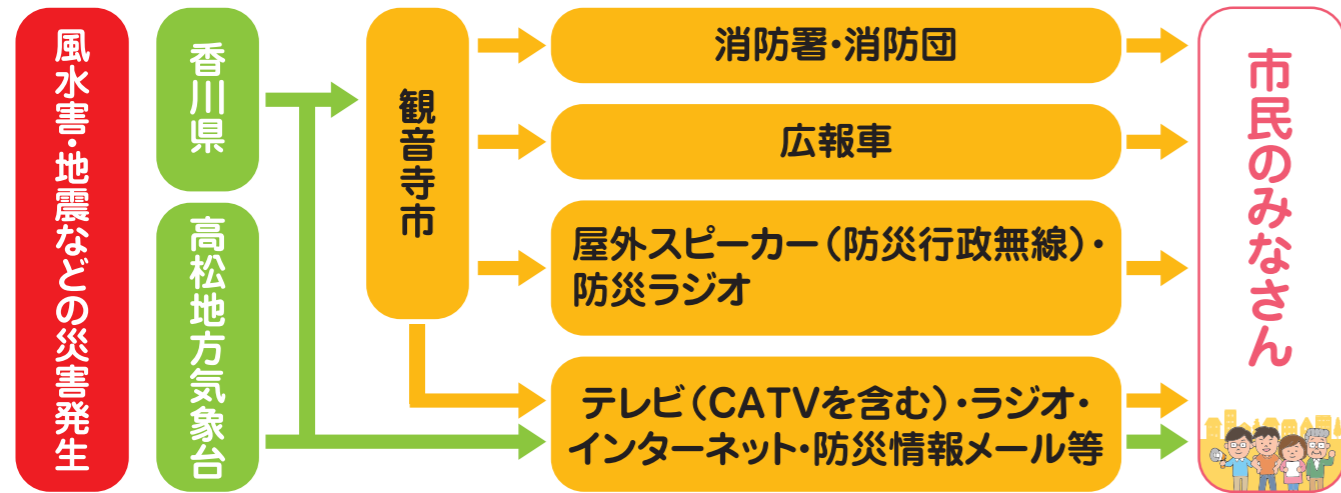 風水害・地震などの災害発生
香川県
高松地方気象台
観音寺市
消防署・消防団
広報車
屋外スピーカー(防災行政無線)・
防災ラジオ
テレビ(CATVを含む)・ラジオ・
インターネット・防災情報メール等
市民のみなさん